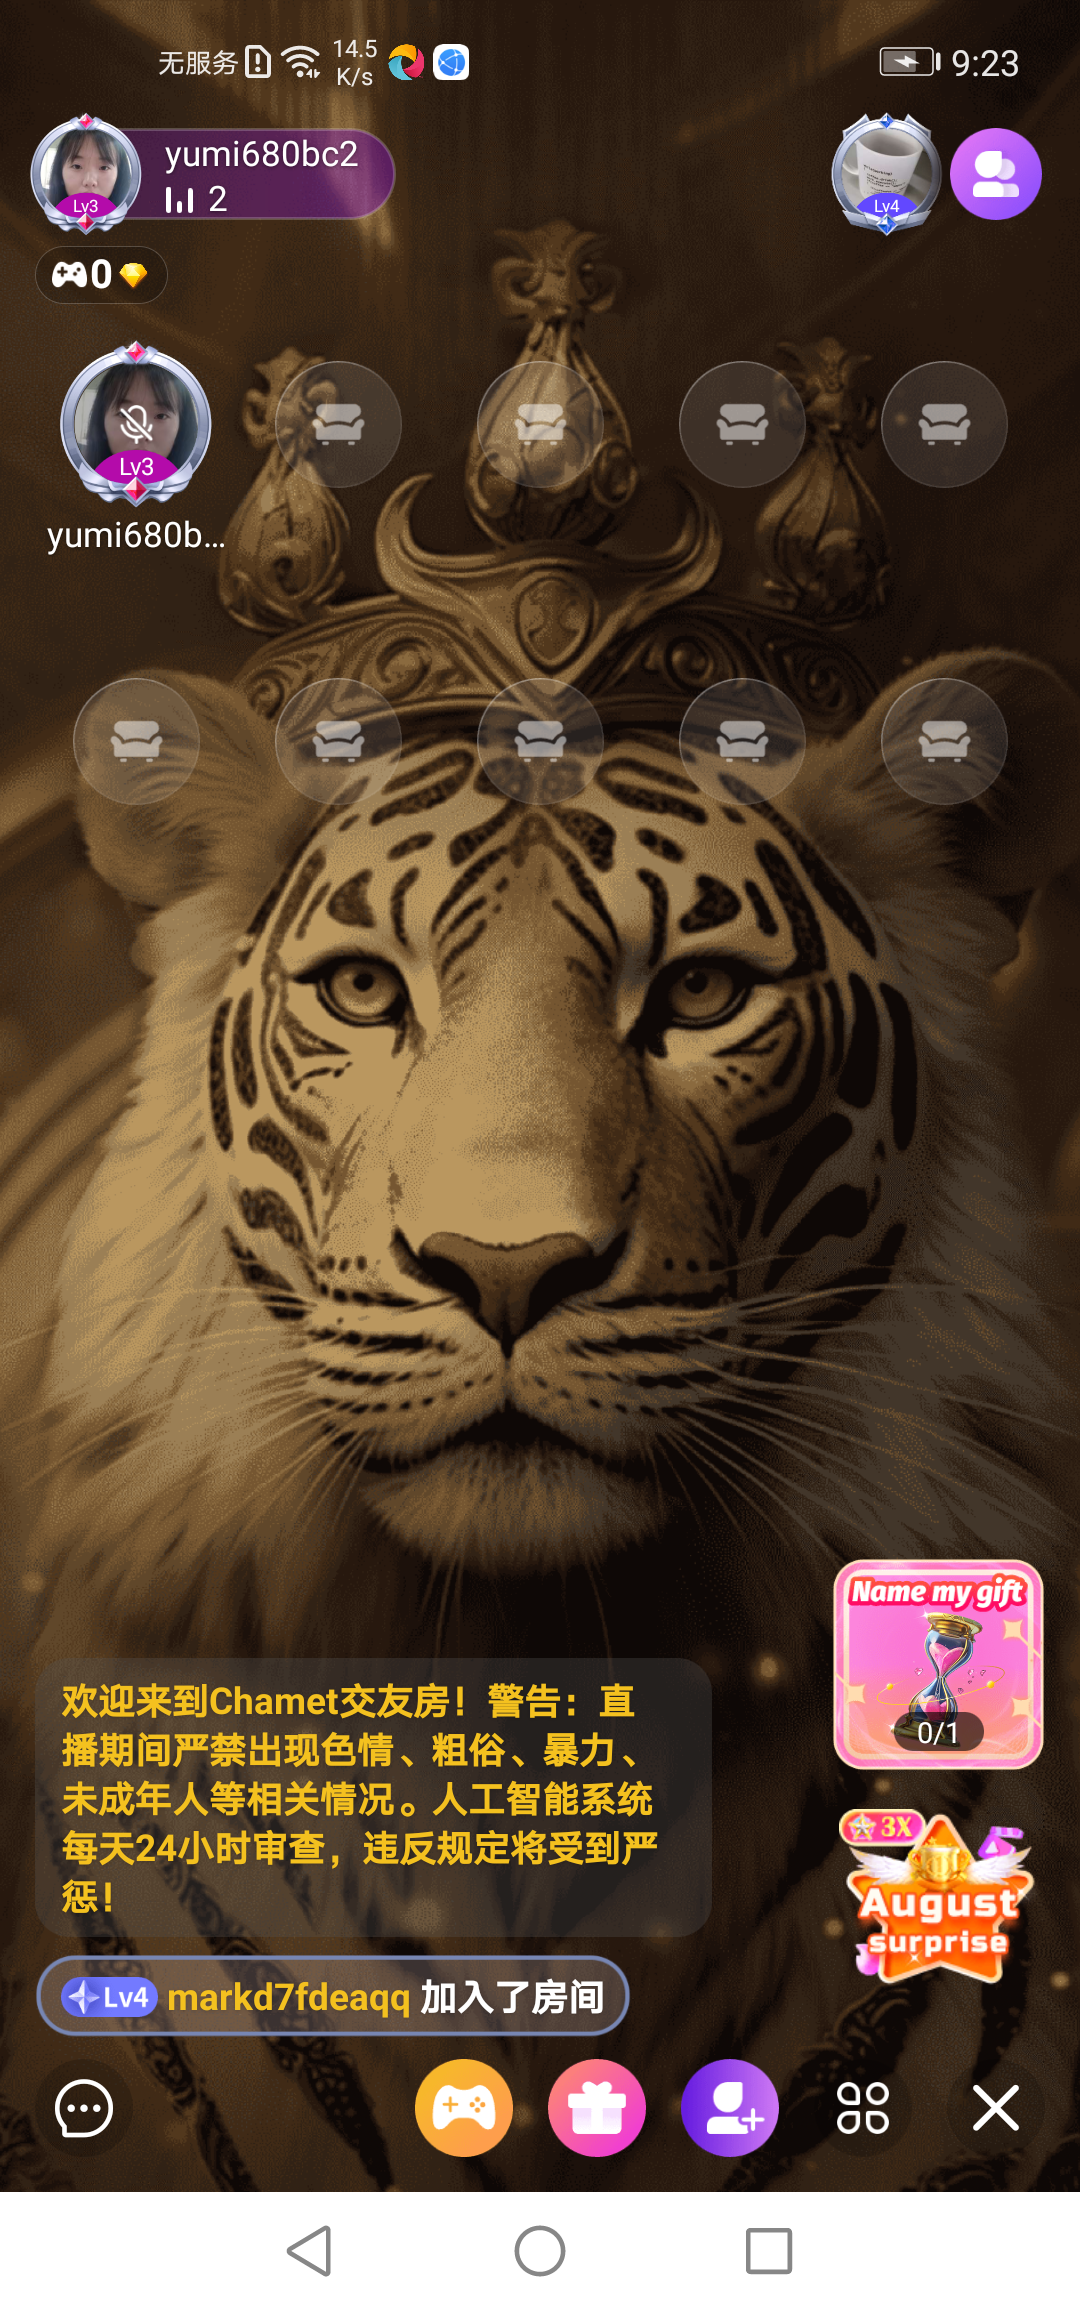 无服务
14.5
K/s
9:23
yumi680bc2
2
Lv3
Lv4
0
Lv3
yumi680b...
Name my gift
0/1
欢迎来到Chamet交友房！警告：直
播期间严禁出现色情、粗俗、暴力、
未成年人等相关情况。人工智能系统
每天24小时审查，违反规定将受到严
惩！
3X
August
surprise
Lv4 markd7fdeaqq 加入了房间